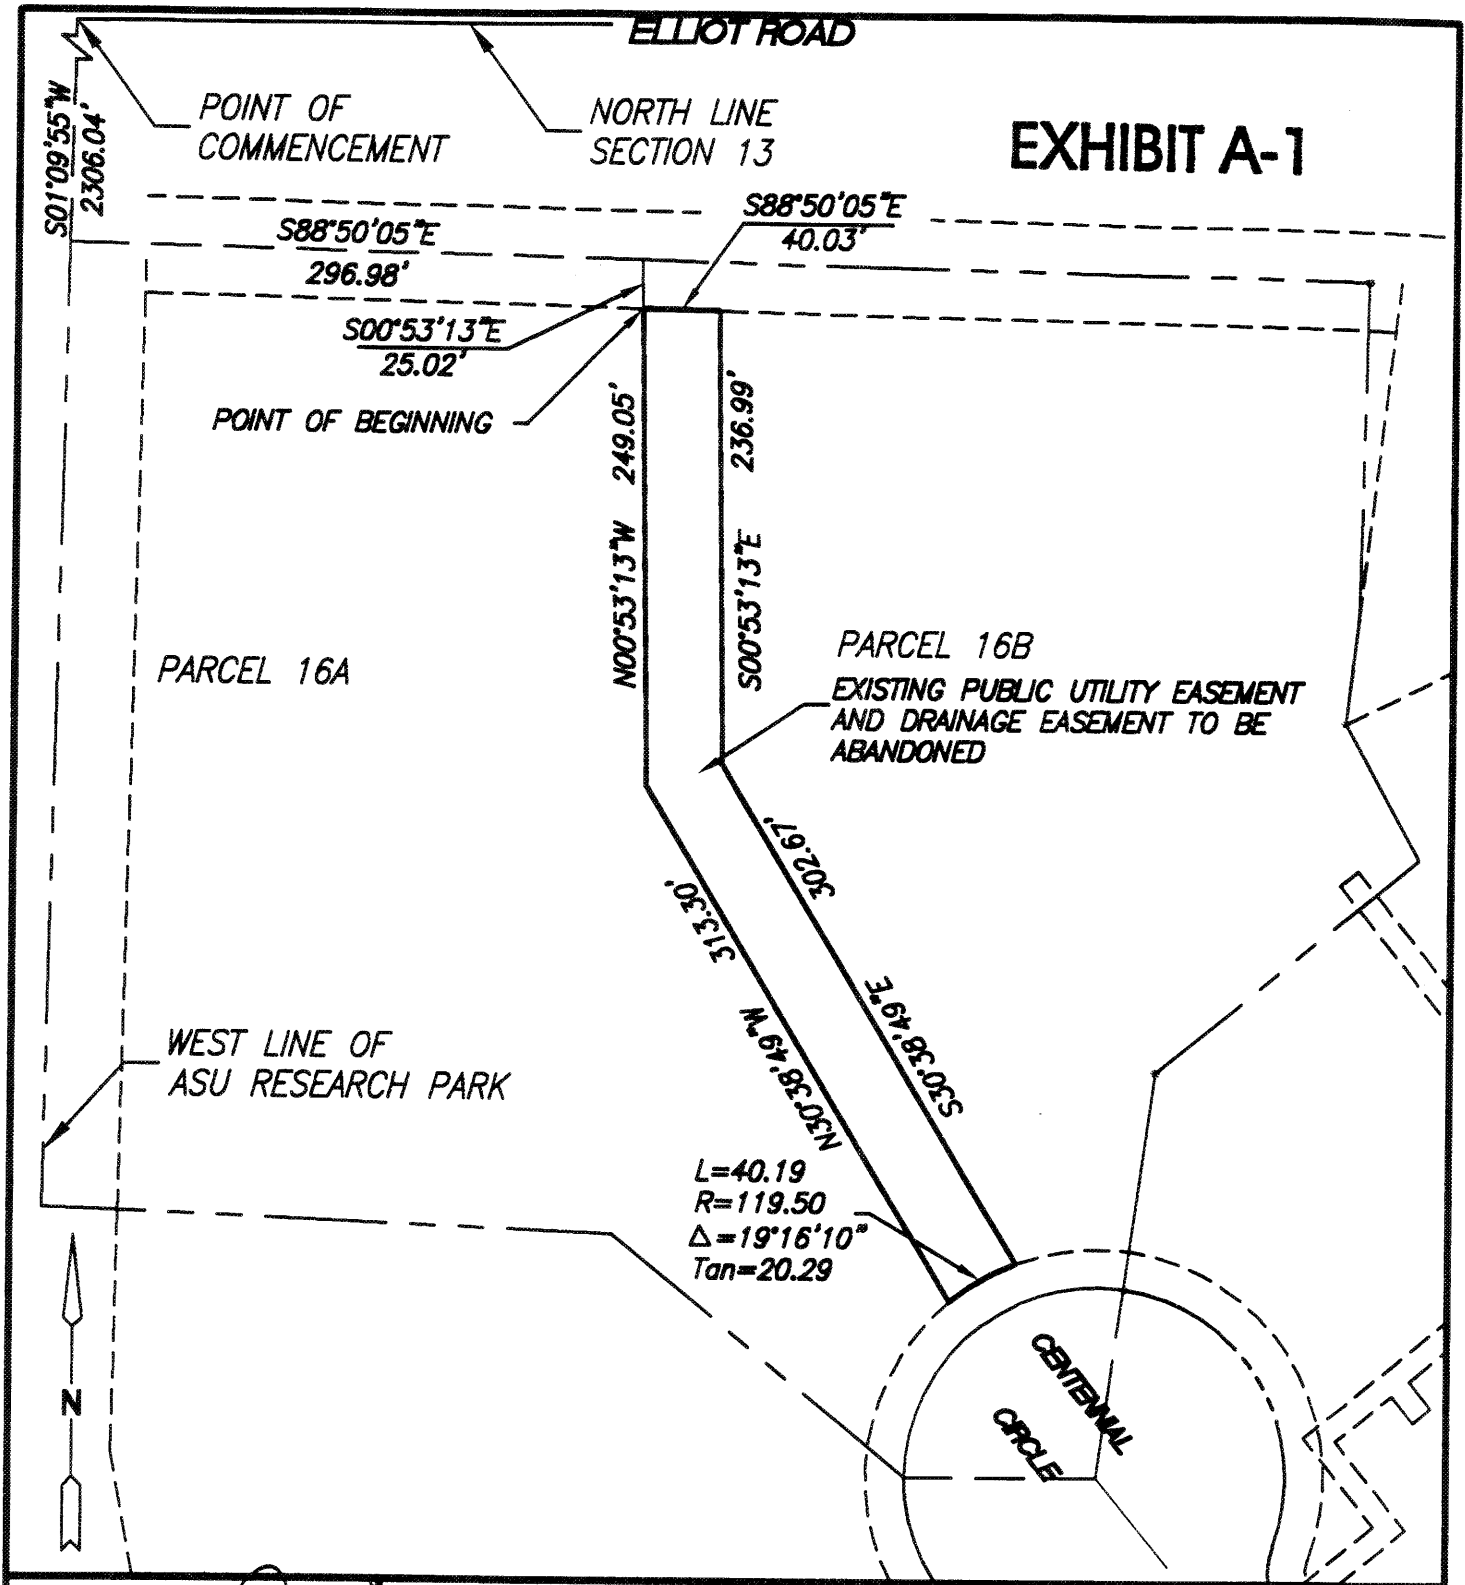 ELLIOT ROAD
POINT OF
COMMENCEMENT
NORTH LINE
SECTION 13
EXHIBIT A-1
S01°09'55"W
2306.04'
S88°50'05"E
296.98'
S88°50'05"E
40.03'
S00°53'13"E
25.02'
POINT OF BEGINNING
N00°53'13"W 249.05'
S00°53'13"E 236.99'
PARCEL 16A
PARCEL 16B
EXISTING PUBLIC UTILITY EASEMENT
AND DRAINAGE EASEMENT TO BE
ABANDONED
302.67'
S30°38'49"E
313.30'
N30°38'49"W
WEST LINE OF
ASU RESEARCH PARK
L=40.19
R=119.50
△=19°16'10"
Tan=20.29
CENTENNIAL
CIRCLE
N